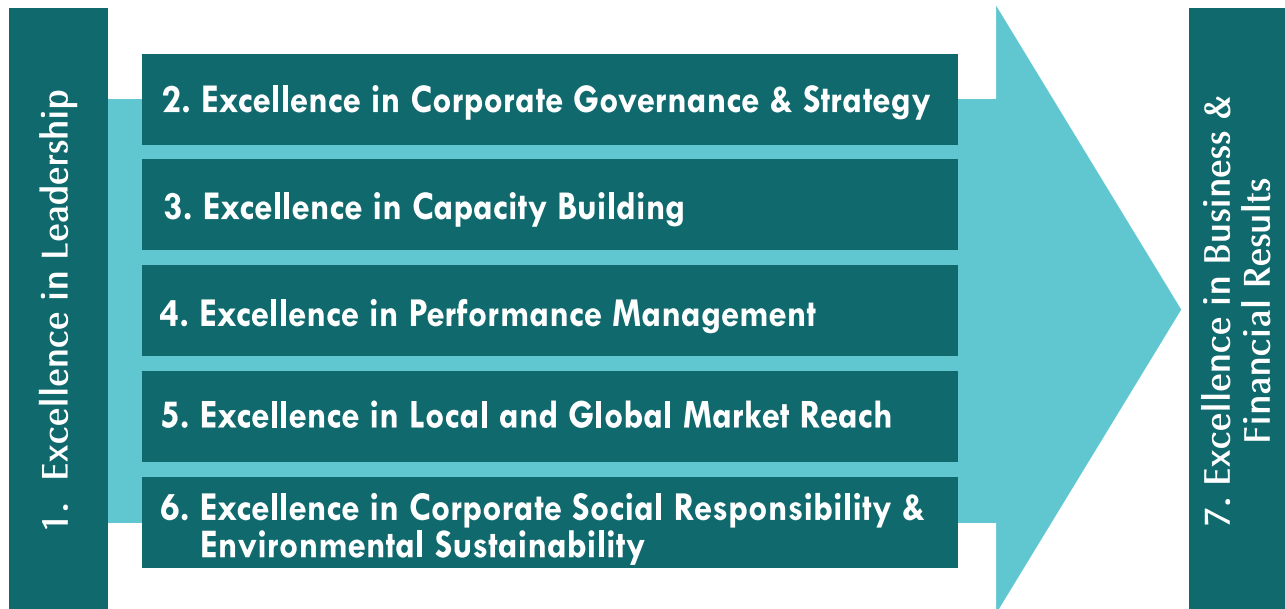 1. Excellence in Leadership
2. Excellence in Corporate Governance & Strategy
3. Excellence in Capacity Building
4. Excellence in Performance Management
5. Excellence in Local and Global Market Reach
6. Excellence in Corporate Social Responsibility &
Environmental Sustainability
7. Excellence in Business &
Financial Results